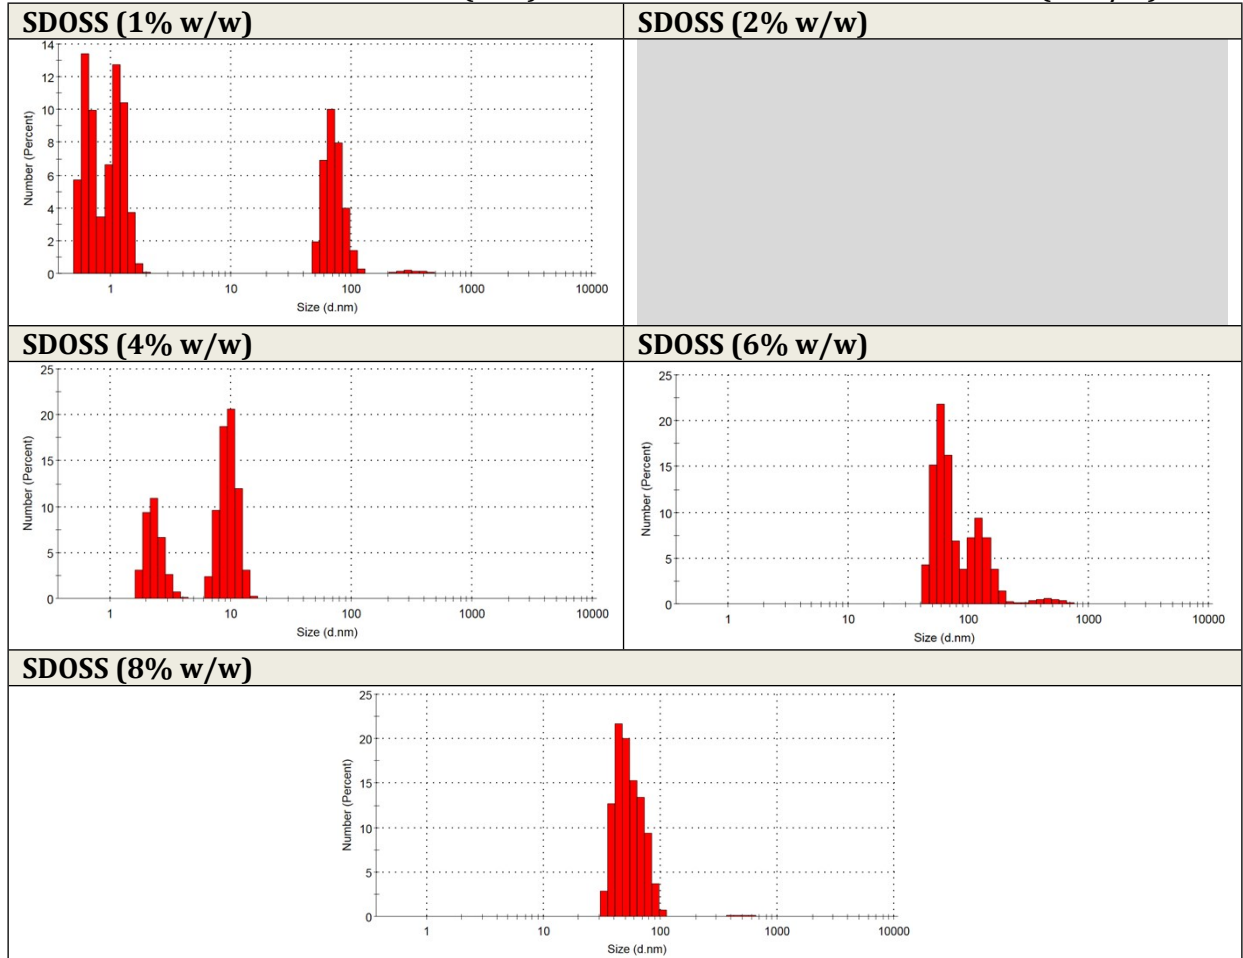 SDOSS (1% w/w)
SDOSS (2% w/w)
14
12
10
8
6
4
2
0
Number (Percent)
1 10 100 1000 10000
Size (d.nm)
SDOSS (4% w/w)
SDOSS (6% w/w)
25
20
15
10
5
0
Number (Percent)
1 10 100 1000 10000
Size (d.nm)
25
20
15
10
5
0
Number (Percent)
1 10 100 1000 10000
Size (d.nm)
SDOSS (8% w/w)
25
20
15
10
5
0
Number (Percent)
1 10 100 1000 10000
Size (d.nm)